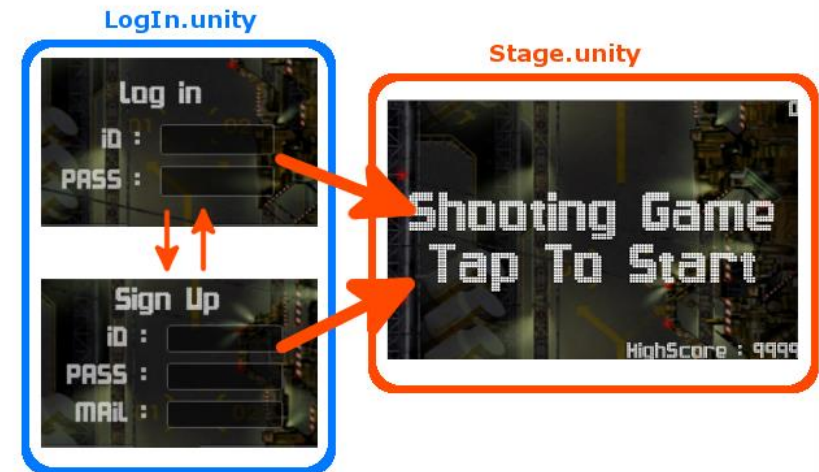 LogIn.unity
Log in
iD :
PASS :
Sign Up
iD :
PASS :
MAiL :
Stage.unity
Shooting Game
Tap To Start
HighScore : 9999